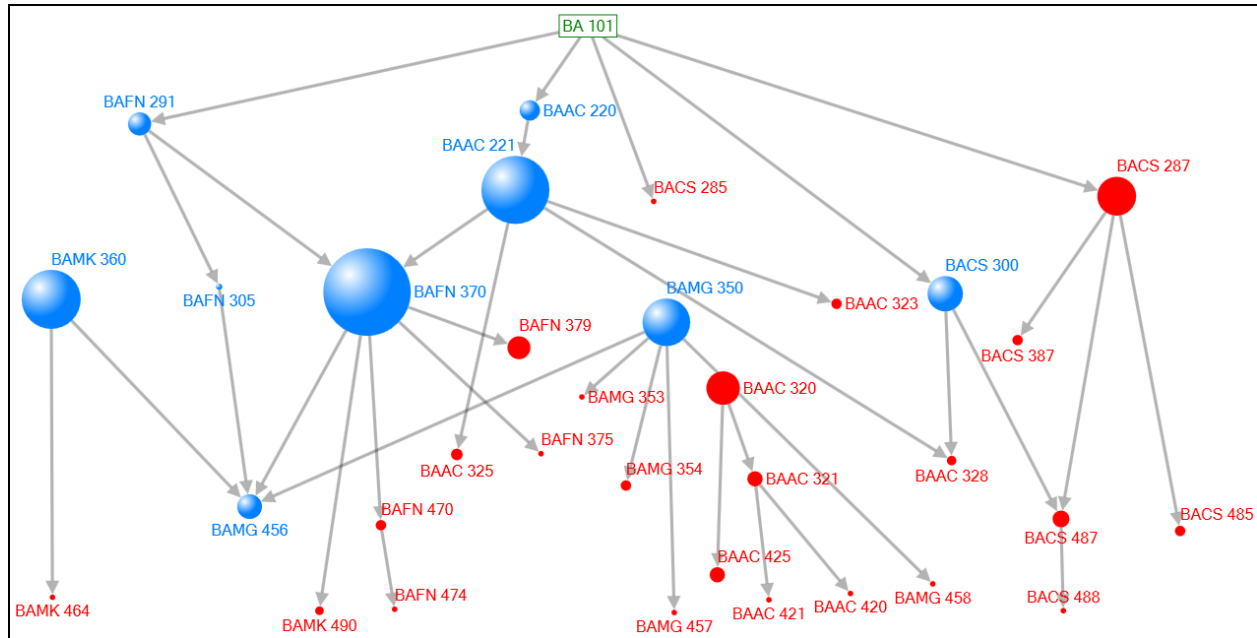 BA 101
BAFN 291
BAAC 220
BAAC 221
BACS 287
BACS 285
BAMK 360
BACS 300
BAFN 370
BAMG 350
BAFN 305
BAAC 323
BAFN 379
BACS 387
BAAC 320
BAMG 353
BAFN 375
BAAC 325
BAMG 354
BAAC 321
BAAC 328
BAFN 470
BACS 485
BAMG 456
BACS 487
BAAC 425
BAMG 458
BAFN 474
BACS 488
BAMK 464
BAAC 421
BAAC 420
BAMK 490
BAMG 457